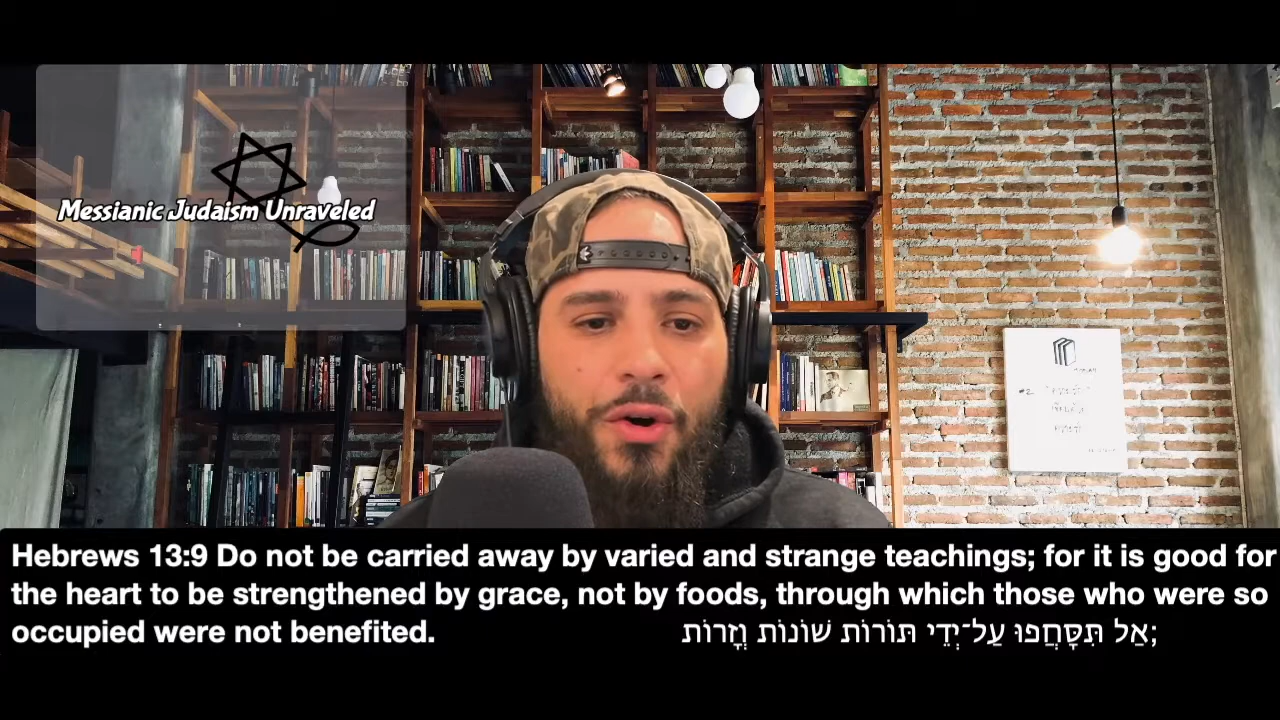 Messianic Judaism Unraveled
Hebrews 13:9 Do not be carried away by varied and strange teachings; for it is good for
the heart to be strengthened by grace, not by foods, through which those who were so
occupied were not benefited.
אַל תִּסָּחֲפוּ עַל־יְדֵי תּוֹרוֹת שׁוֹנוֹת וְזָרוֹת;